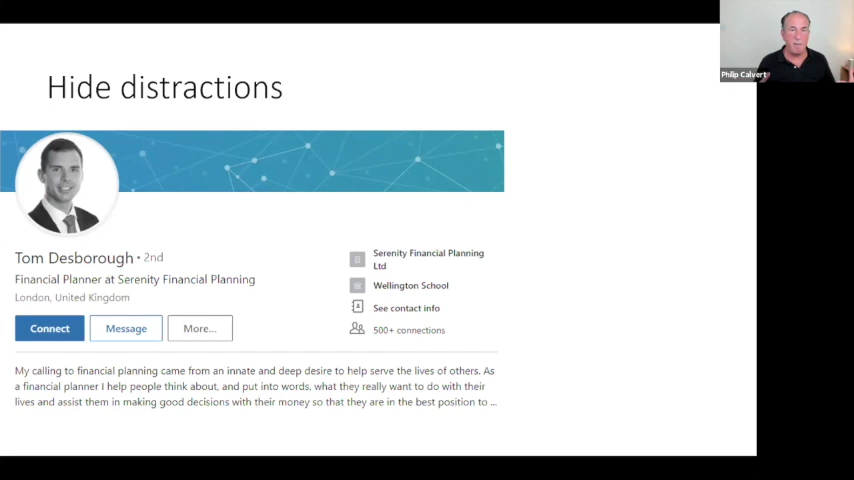 Hide distractions
Philip Calvert
Tom Desborough • 2nd
Financial Planner at Serenity Financial Planning
London, United Kingdom
Connect
Message
More...
Serenity Financial Planning
Ltd
Wellington School
See contact info
500+ connections
My calling to financial planning came from an innate and deep desire to help serve the lives of others. As
a financial planner I help people think about, and put into words, what they really want to do with their
lives and assist them in making good decisions with their money so that they are in the best position to ...